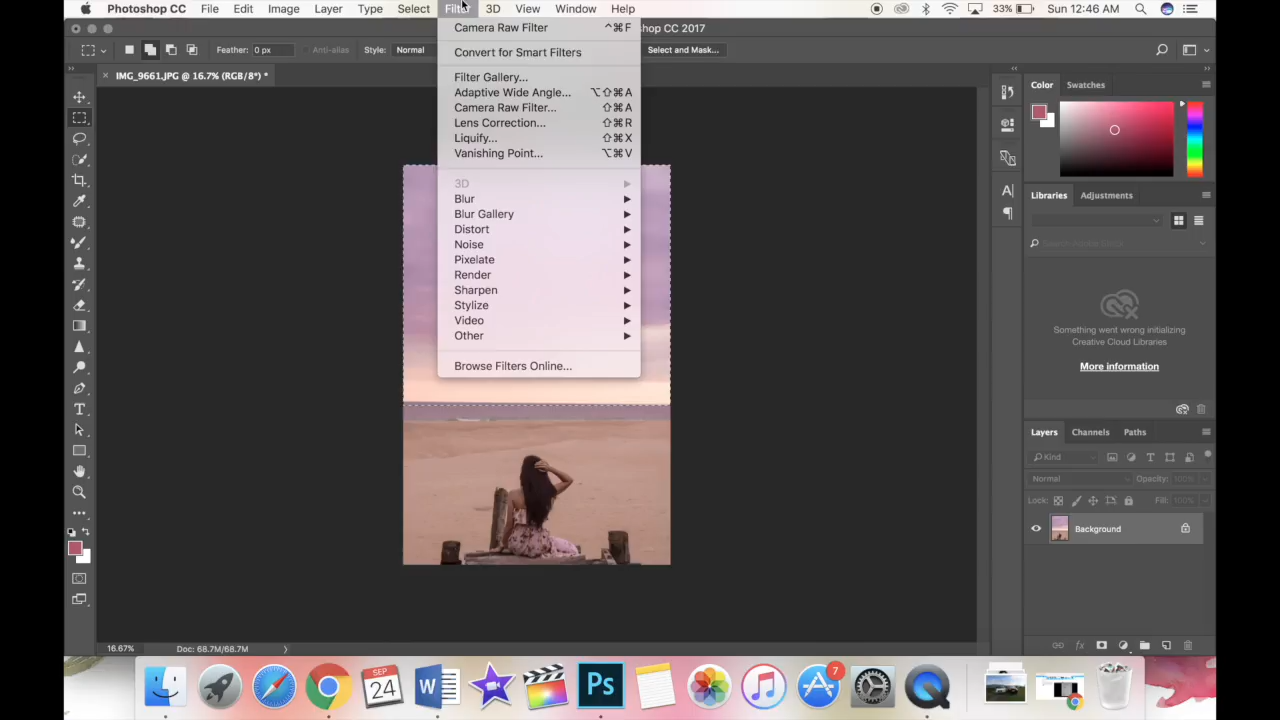 Photoshop CC File Edit Image Layer Type Select Filter 3D View Window Help 33% Sun 12:46 AM
shop CC 2017
Feather: 0 px Anti-alias Style: Normal Select and Mask...
IMG_9661.JPG @ 16.7% (RGB/8*) *
Camera Raw Filter ^⌘F
Convert for Smart Filters
Filter Gallery...
Adaptive Wide Angle... ⌥⇧⌘A
Camera Raw Filter... ⇧⌘A
Lens Correction... ⇧⌘R
Liquify... ⇧⌘X
Vanishing Point... ⌥⌘V
3D
Blur
Blur Gallery
Distort
Noise
Pixelate
Render
Sharpen
Stylize
Video
Other
Browse Filters Online...
Color Swatches
Libraries Adjustments
Something went wrong initializing
Creative Cloud Libraries
More information
Layers Channels Paths
Kind
Normal Opacity: 100%
Lock: Fill: 100%
Background
16.67% Doc: 68.7M/68.7M
SEP
24
W
Ps
7